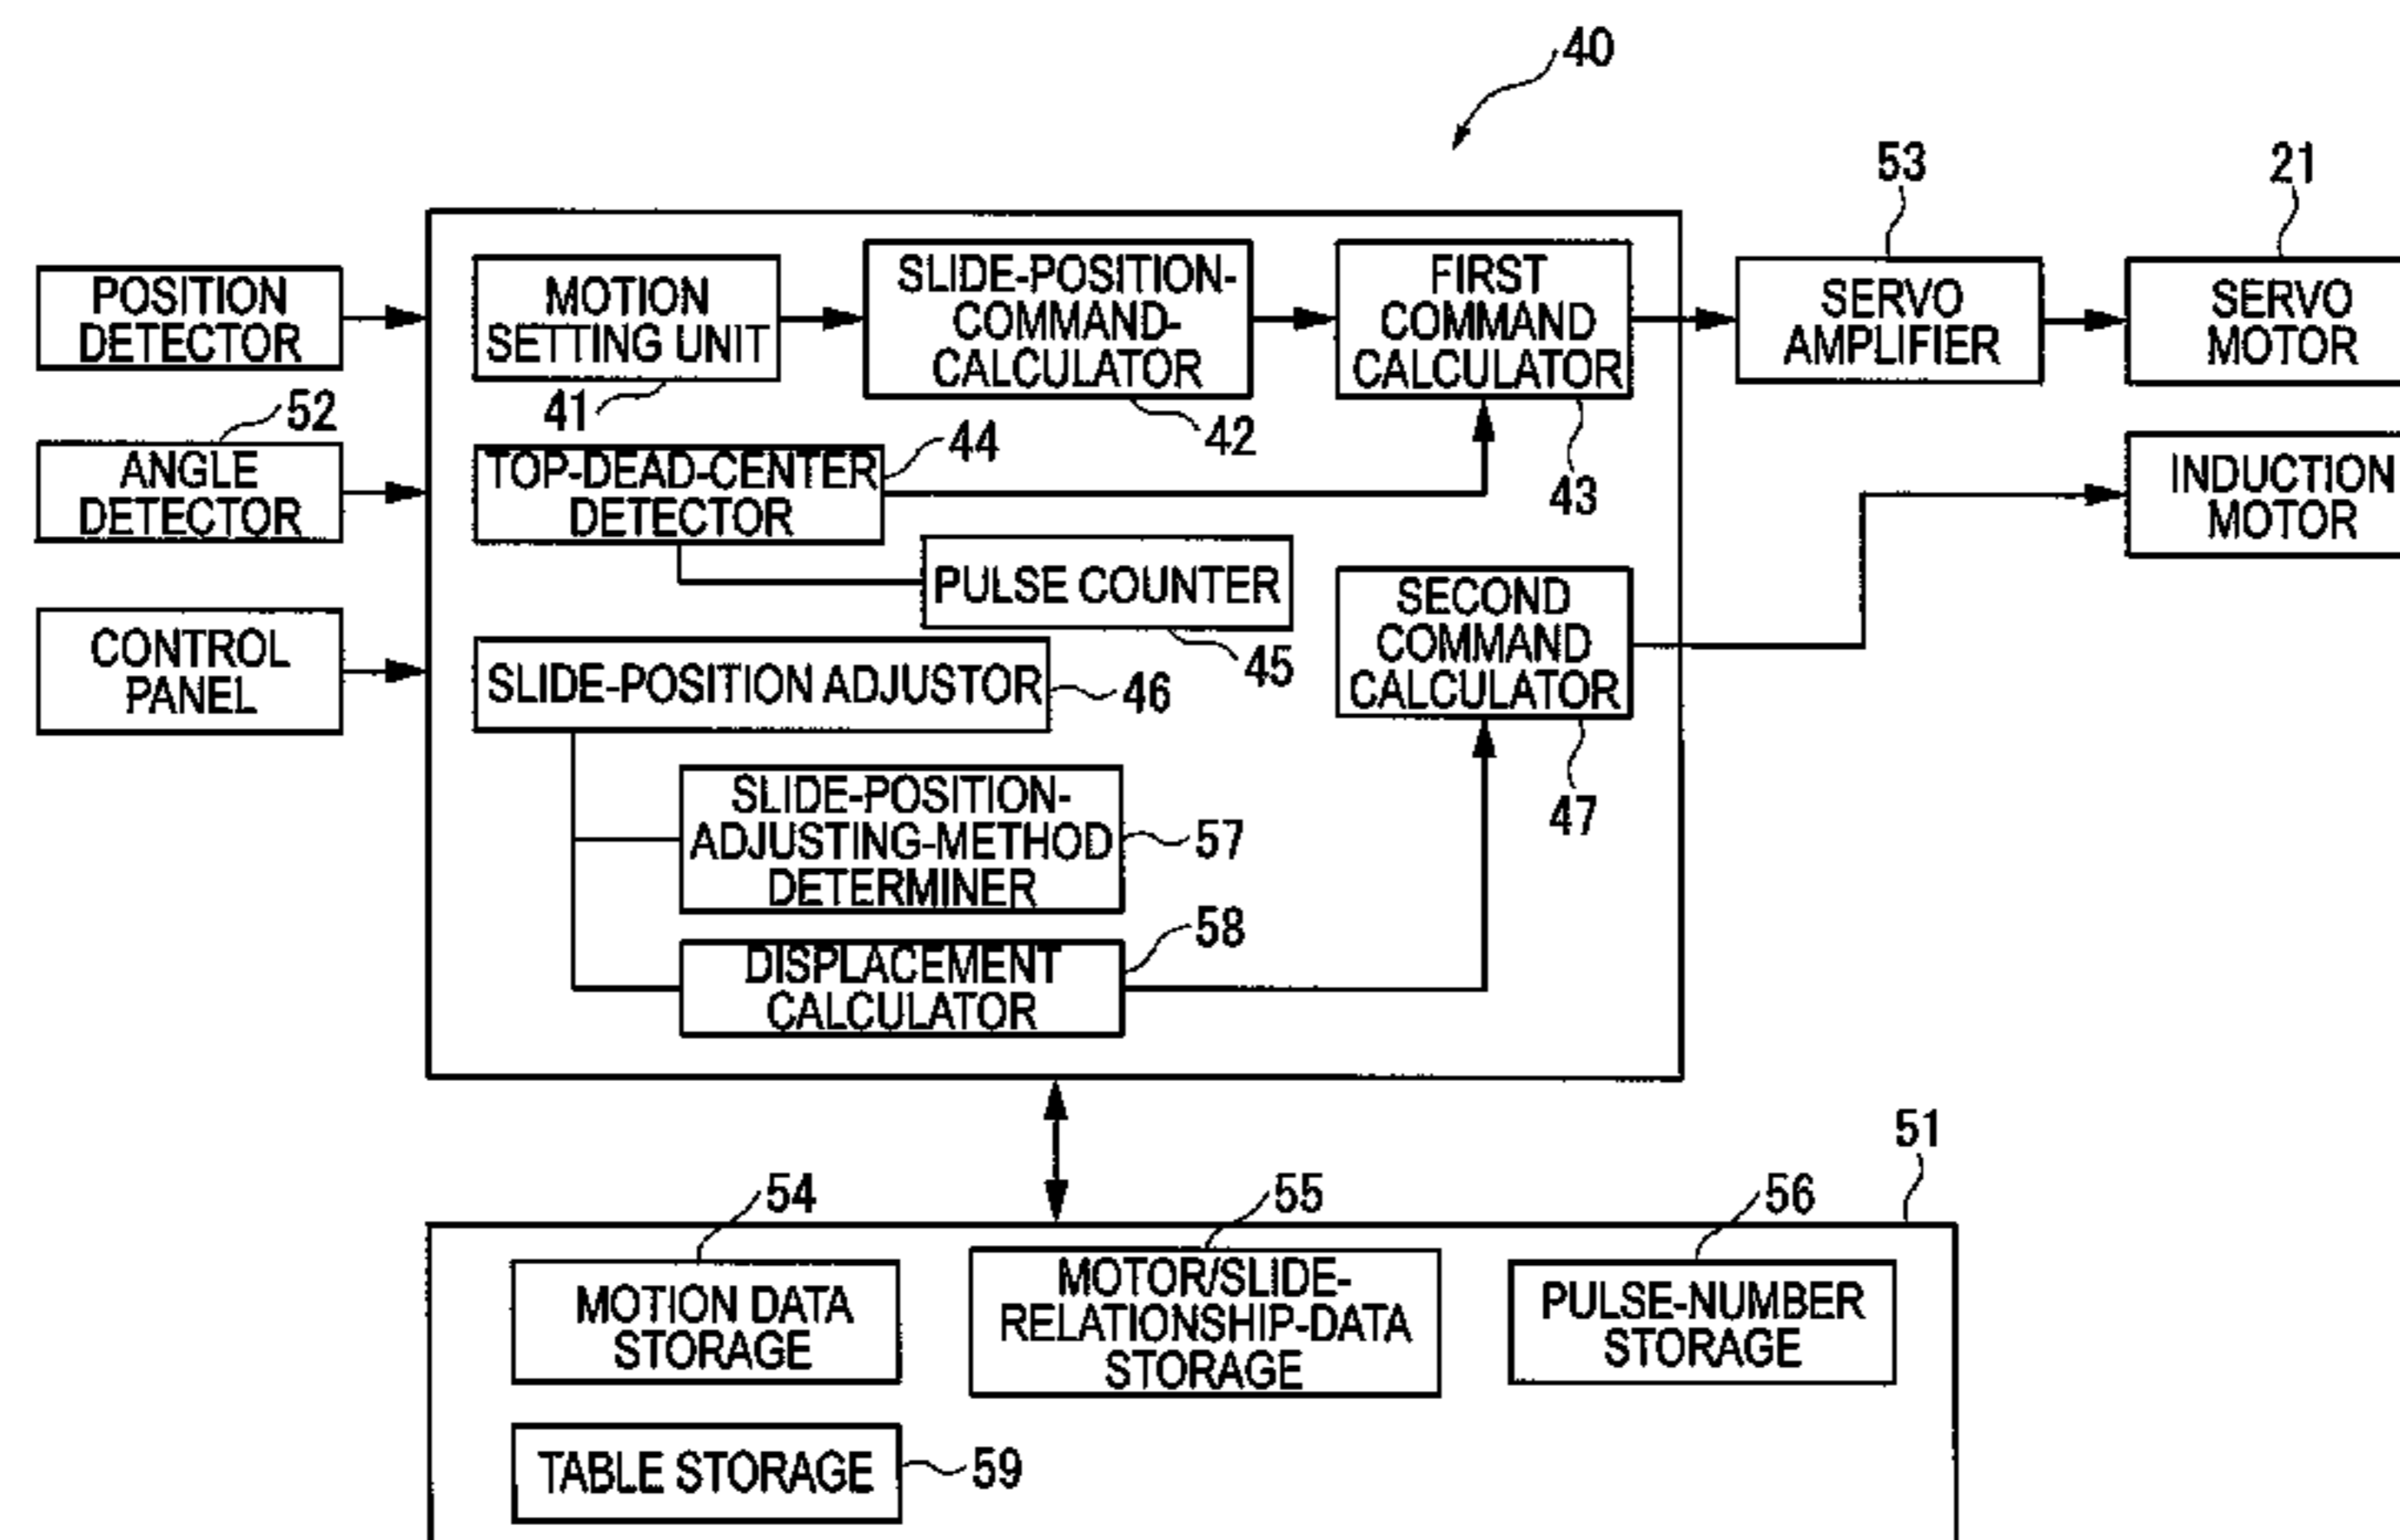 40
53
21
POSITION
DETECTOR
MOTION
SETTING UNIT
41
SLIDE-POSITION-
COMMAND-
CALCULATOR
42
FIRST
COMMAND
CALCULATOR
43
SERVO
AMPLIFIER
SERVO
MOTOR
52
ANGLE
DETECTOR
TOP-DEAD-CENTER
DETECTOR
44
INDUCTION
MOTOR
PULSE COUNTER
45
CONTROL
PANEL
SLIDE-POSITION ADJUSTOR
46
SECOND
COMMAND
CALCULATOR
47
SLIDE-POSITION-
ADJUSTING-METHOD
DETERMINER
57
DISPLACEMENT
CALCULATOR
58
51
54
55
56
MOTION DATA
STORAGE
MOTOR/SLIDE-
RELATIONSHIP-DATA
STORAGE
PULSE-NUMBER
STORAGE
TABLE STORAGE
59